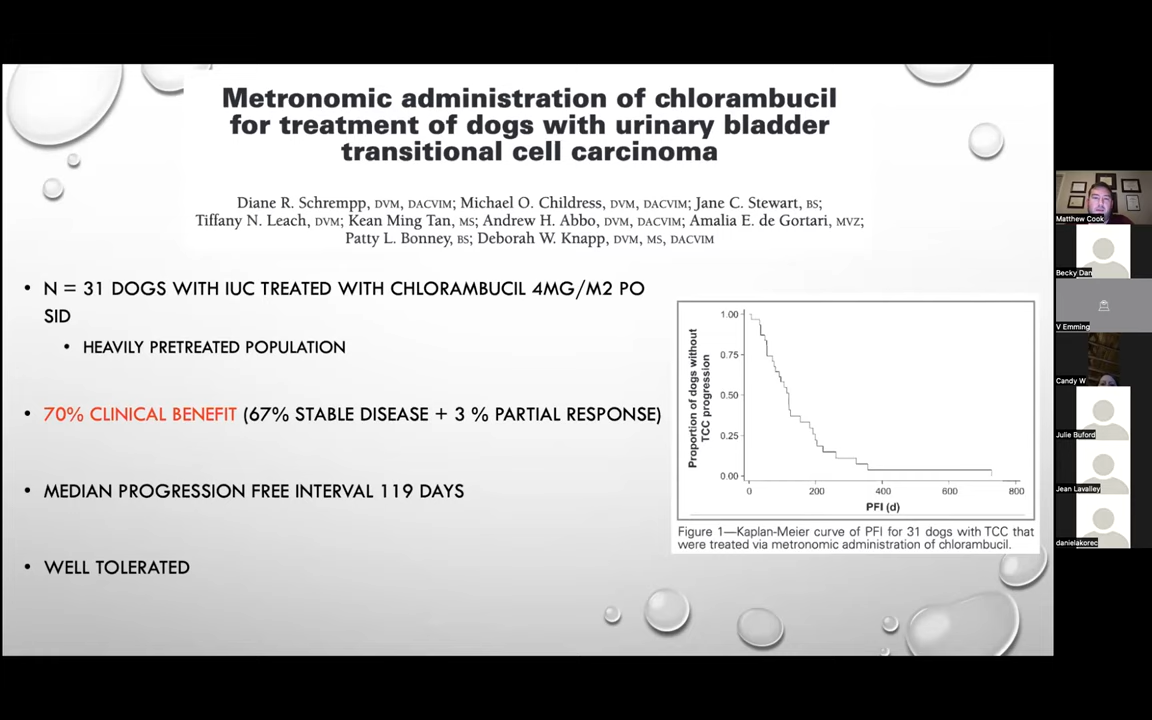 Metronomic administration of chlorambucil
for treatment of dogs with urinary bladder
transitional cell carcinoma
Diane R. Schrempp, DVM, DACVIM; Michael O. Childress, DVM, DACVIM; Jane C. Stewart, BS;
Tiffany N. Leach, DVM; Kean Ming Tan, MS; Andrew H. Abbo, DVM, DACVIM; Amalia E. de Gortari, MVZ;
Patty L. Bonney, BS; Deborah W. Knapp, DVM, MS, DACVIM
• N = 31 DOGS WITH IUC TREATED WITH CHLORAMBUCIL 4MG/M2 PO
SID
• HEAVILY PRETREATED POPULATION
• 70% CLINICAL BENEFIT (67% STABLE DISEASE + 3 % PARTIAL RESPONSE)
• MEDIAN PROGRESSION FREE INTERVAL 119 DAYS
• WELL TOLERATED
Proportion of dogs without
TCC progression
1.00
0.75
0.50
0.25
0.00
0 200 400 600 800
PFI (d)
Figure 1—Kaplan-Meier curve of PFI for 31 dogs with TCC that
were treated via metronomic administration of chlorambucil.
Matthew Cook
Becky Dan
V Emming
Candy W
Julie Buford
Jean Lavalley
danielakorec